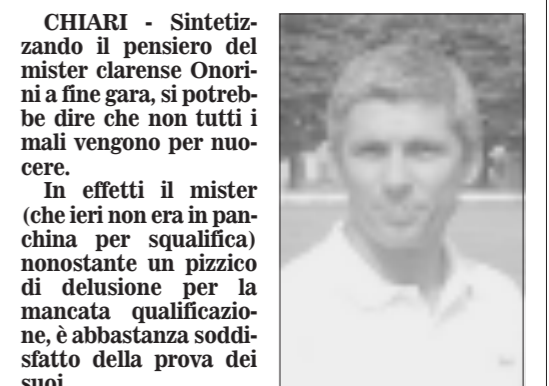 CHIARI - Sintetiz-
zando il pensiero del
mister clarense Onori-
ni a fine gara, si potreb-
be dire che non tutti i
mali vengono per nuo-
cere.
In effetti il mister
(che ieri non era in pan-
china per squalifica)
nonostante un pizzico
di delusione per la
mancata qualificazio-
ne, è abbastanza soddi-
sfatto della prova dei
suoi